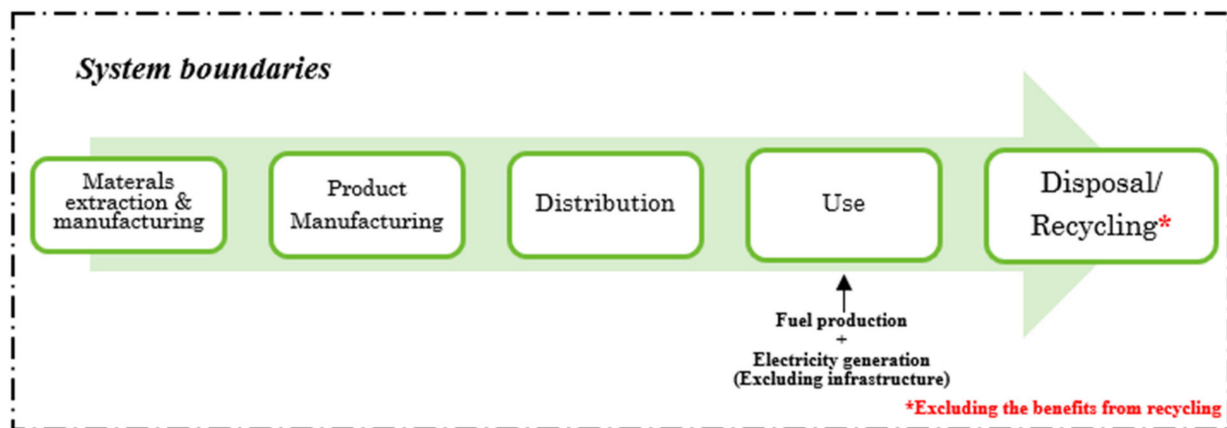 System boundaries
Materals
extraction &
manufacturing
Product
Manufacturing
Distribution
Use
Disposal/
Recycling*
Fuel production
+
Electricity generation
(Excluding infrastructure)
*Excluding the benefits from recycling